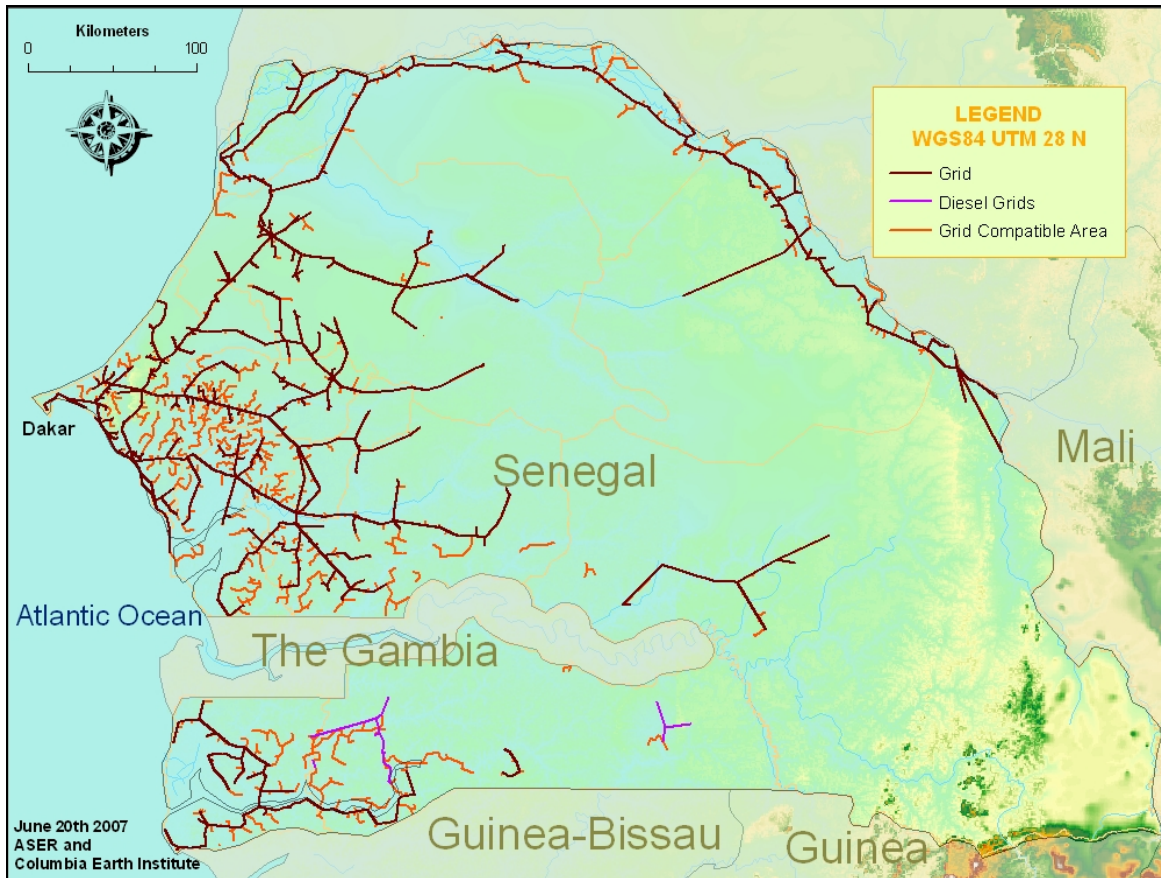 Kilometers
0 100
LEGEND
WGS84 UTM 28 N
Grid
Diesel Grids
Grid Compatible Area
Dakar
Senegal
Mali
Atlantic Ocean
The Gambia
Guinea-Bissau
Guinea
June 20th 2007
ASER and
Columbia Earth Institute